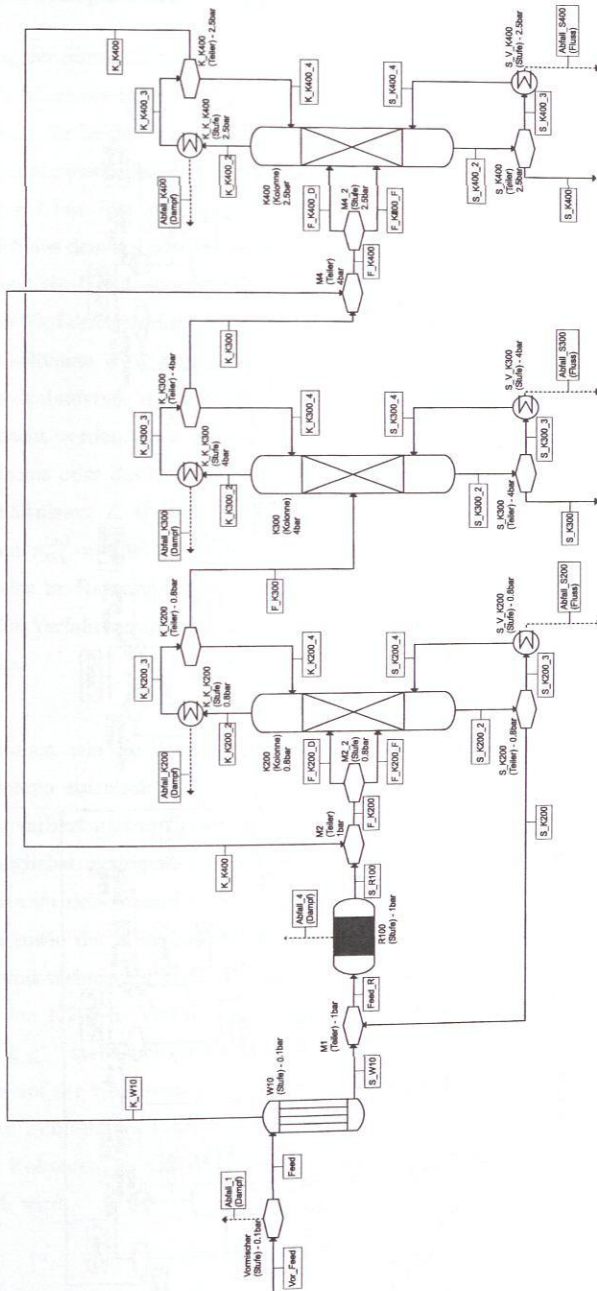 Vor_Feed
Vormischer
(Stufe) - 0.1bar
Abfall_1
(Dampf)
Feed
W10
(Stufe) - 0.1bar
K_W10
S_W10
M1
(Teiler) - 1bar
Feed_R
R100
(Stufe) - 1bar
Abfall_4
(Dampf)
S_R100
M2
(Teiler)
1bar
K_K400
F_K200
M2_2
(Stufe)
0.8bar
F_K200_D
F_K200_F
K200
(Kolonne)
0.8bar
K_K200_2
K_K_K200
(Stufe)
0.8bar
Abfall_K200
(Dampf)
K_K200_3
K_K200
(Teiler) - 0.8bar
K_K200_4
S_K200_4
S_K200_2
S_K200
(Teiler) - 0.8bar
S_K200
S_K200_3
S_V_K200
(Stufe) - 0.8bar
Abfall_S200
(Fluss)
F_K300
K300
(Kolonne)
4bar
K_K300_2
K_K_K300
(Stufe)
4bar
Abfall_K300
(Dampf)
K_K300_3
K_K300
(Teiler) - 4bar
K_K300_4
K_K300
S_K300_4
S_K300_2
S_K300
(Teiler) - 4bar
S_K300
S_K300_3
S_V_K300
(Stufe) - 4bar
Abfall_S300
(Fluss)
M4
(Teiler)
4bar
F_K400
M4_2
(Stufe)
2.5bar
F_K400_D
K400
(Kolonne)
2.5bar
K_K400_2
K_K_K400
(Stufe)
2.5bar
Abfall_K400
(Dampf)
K_K400_3
K_K400
(Teiler) - 2.5bar
K_K400
K_K400_4
S_K400_4
S_K400_2
S_K400
(Teiler)
2.5bar
S_K400
S_K400_3
S_V_K400
(Stufe) - 2.5bar
Abfall_S400
(Fluss)